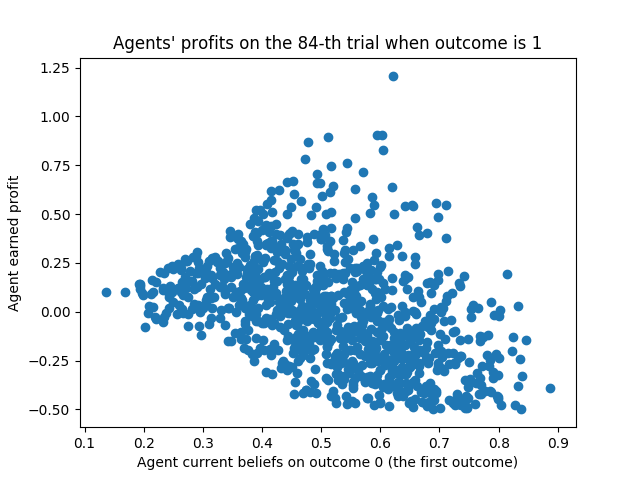 Agents' profits on the 84-th trial when outcome is 1
1.25
1.00
0.75
0.50
0.25
0.00
−0.25
−0.50
Agent earned profit
0.1 0.2 0.3 0.4 0.5 0.6 0.7 0.8 0.9
Agent current beliefs on outcome 0 (the first outcome)